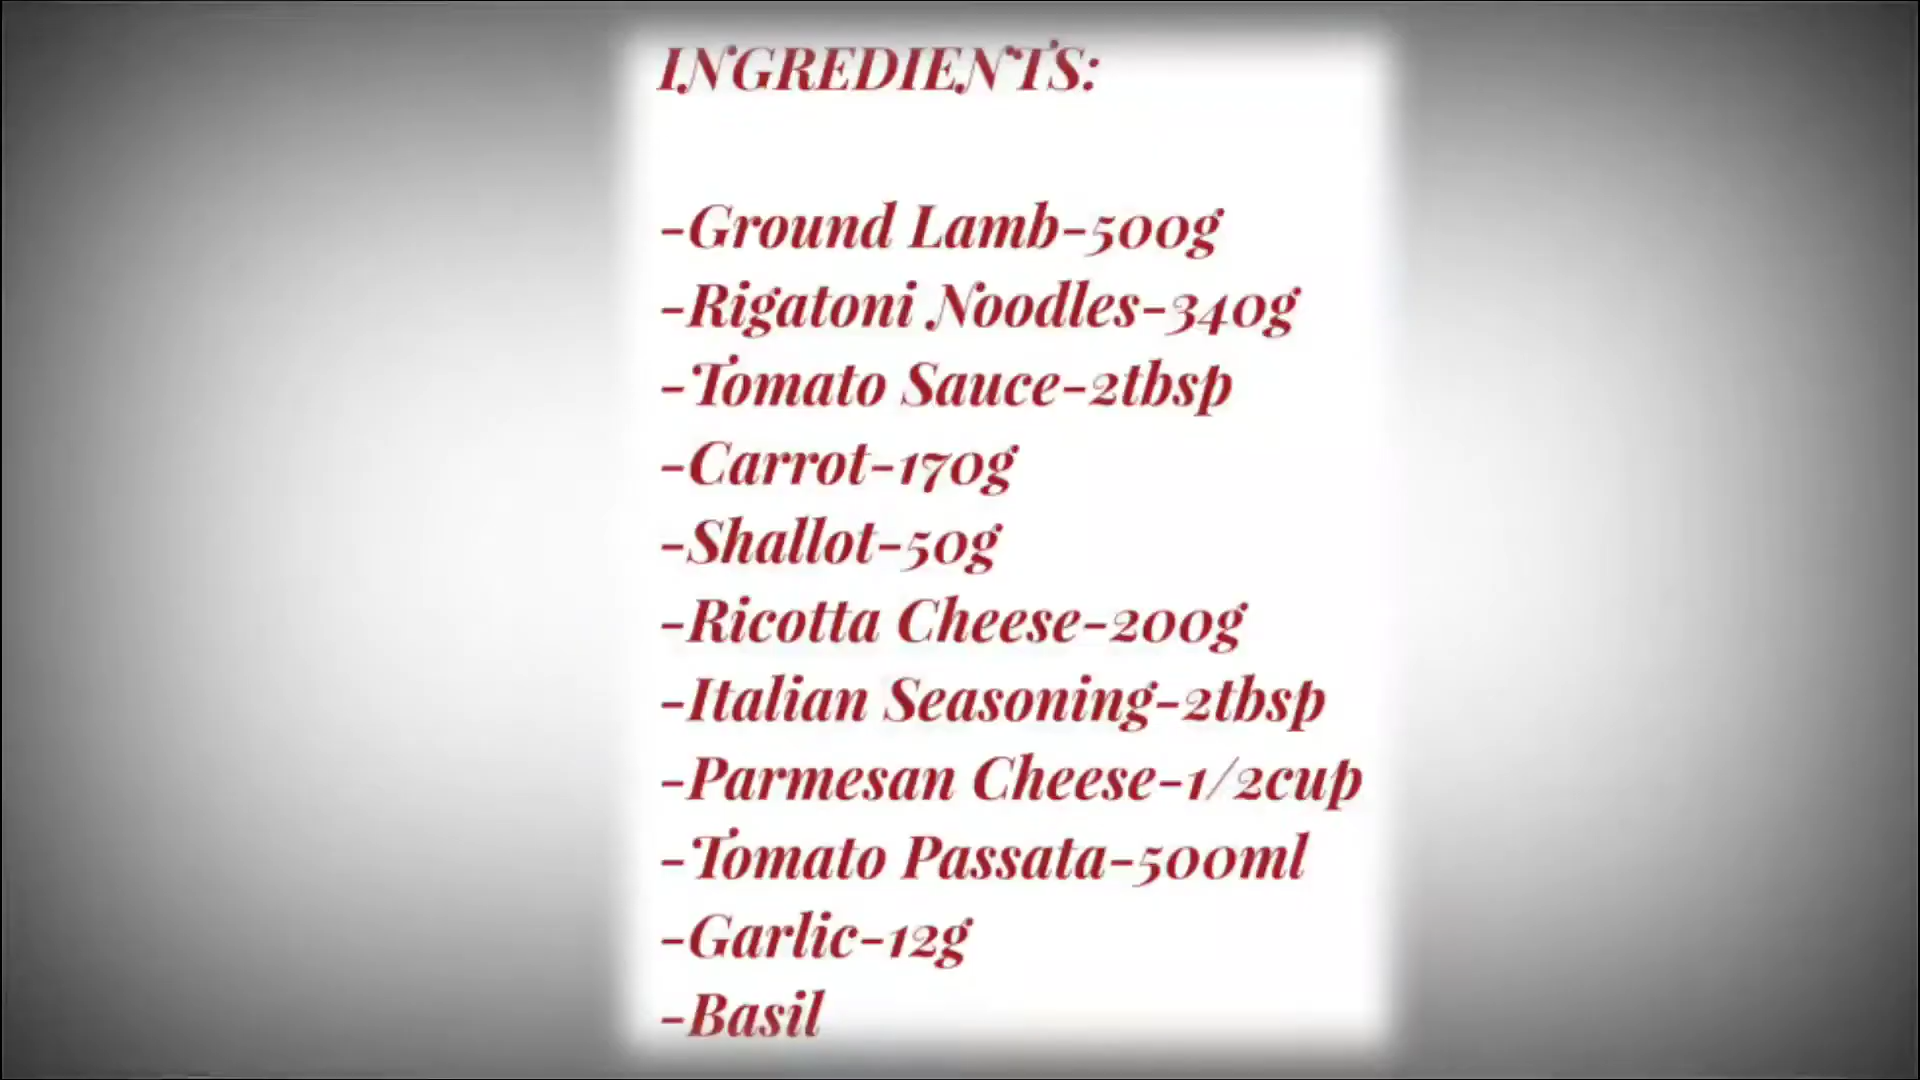 INGREDIENTS:
-Ground Lamb-500g
-Rigatoni Noodles-340g
-Tomato Sauce-2tbsp
-Carrot-170g
-Shallot-50g
-Ricotta Cheese-200g
-Italian Seasoning-2tbsp
-Parmesan Cheese-1/2cup
-Tomato Passata-500ml
-Garlic-12g
-Basil